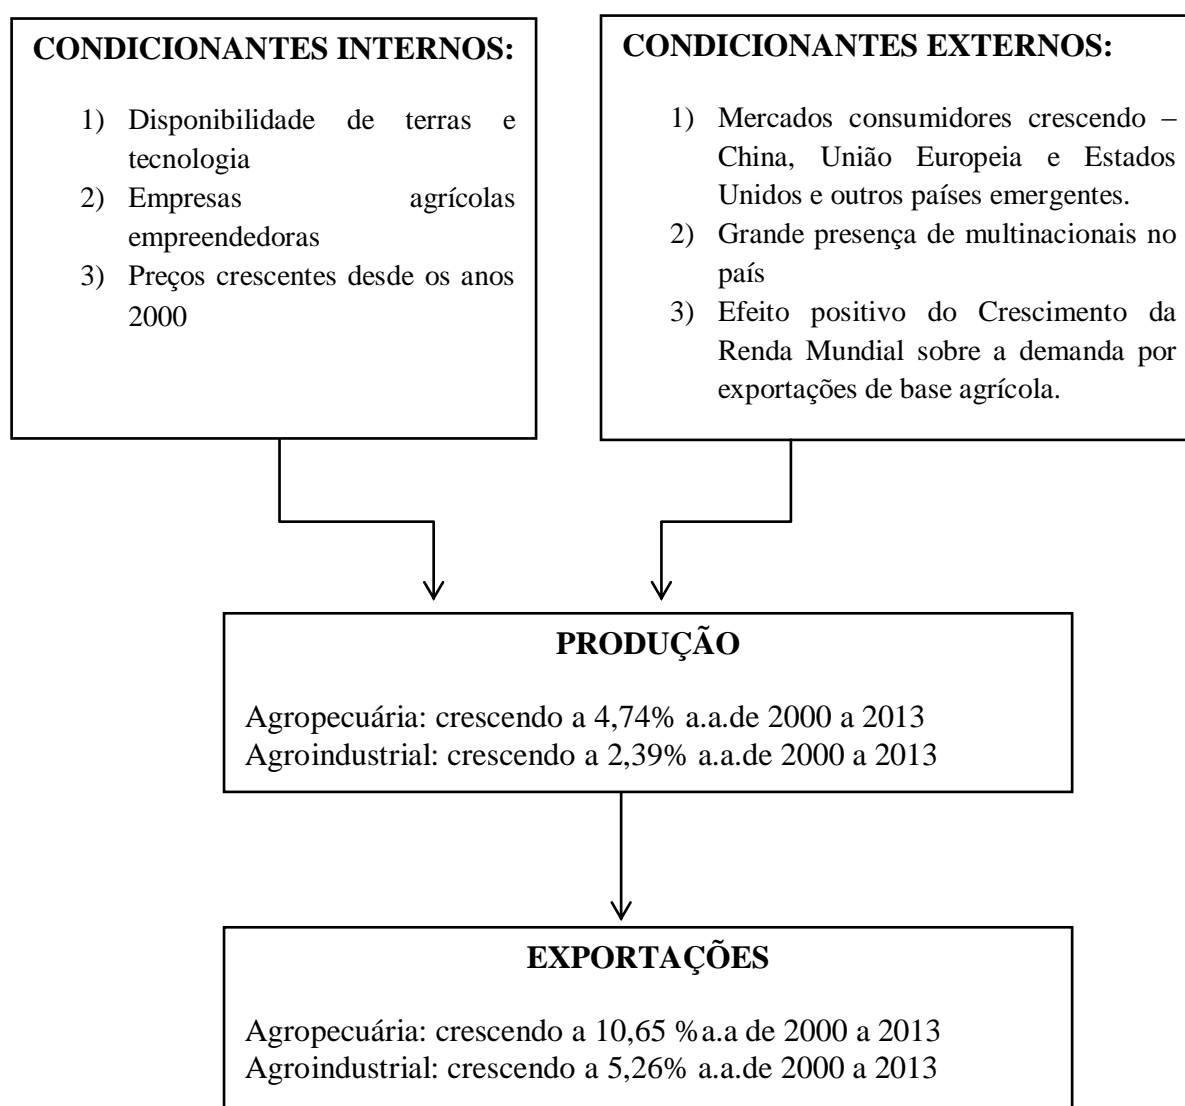 CONDICIONANTES INTERNOS:
1) Disponibilidade de terras e
tecnologia
2) Empresas agrícolas
empreendedoras
3) Preços crescentes desde os anos
2000
CONDICIONANTES EXTERNOS:
1) Mercados consumidores crescendo –
China, União Europeia e Estados
Unidos e outros países emergentes.
2) Grande presença de multinacionais no
país
3) Efeito positivo do Crescimento da
Renda Mundial sobre a demanda por
exportações de base agrícola.
PRODUÇÃO
Agropecuária: crescendo a 4,74% a.a.de 2000 a 2013
Agroindustrial: crescendo a 2,39% a.a.de 2000 a 2013
EXPORTAÇÕES
Agropecuária: crescendo a 10,65 %a.a de 2000 a 2013
Agroindustrial: crescendo a 5,26% a.a.de 2000 a 2013